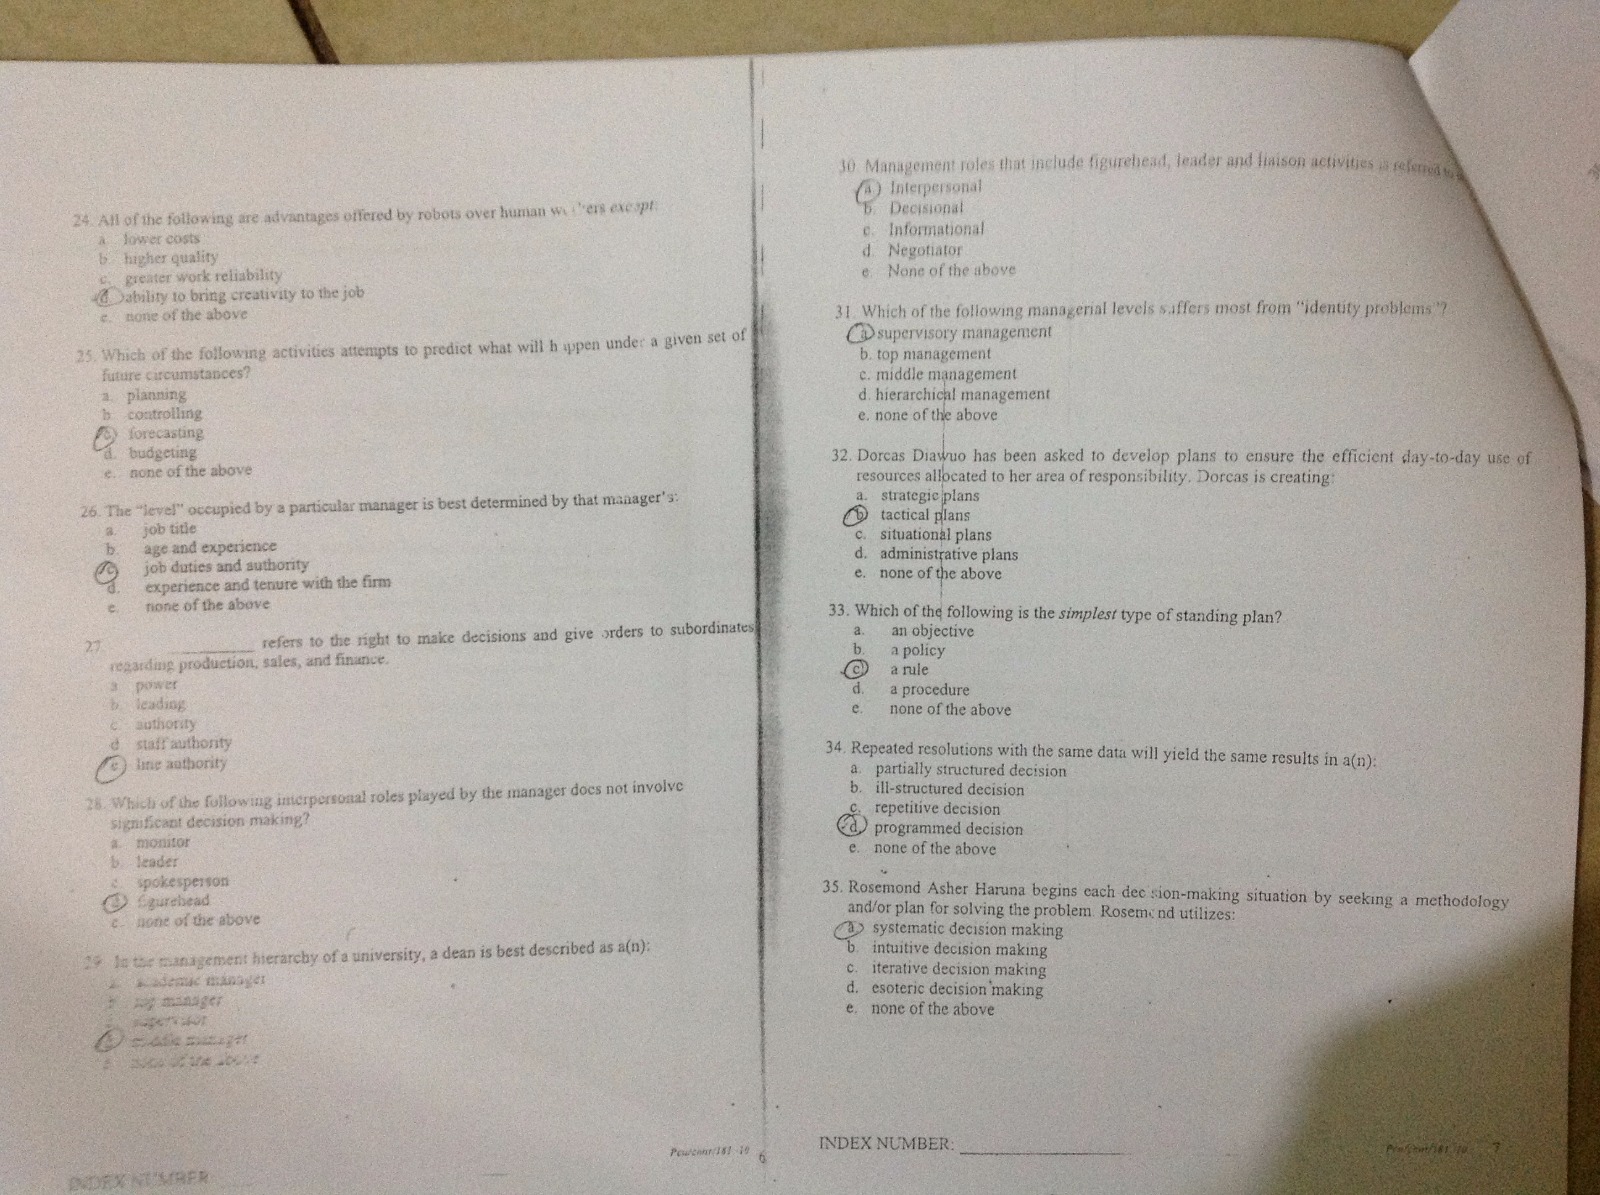 24. All of the following are advantages offered by robots over human except:
a. lower costs
b. higher quality
c. greater work reliability
d. ability to bring creativity to the job
e. none of the above
25. Which of the following activities attempts to predict what will happen under a given set of
future circumstances?
a. planning
b. controlling
c. forecasting
d. budgeting
e. none of the above
26. The "level" occupied by a particular manager is best determined by that manager's:
a. job title
b. age and experience
c. job duties and authority
d. experience and tenure with the firm
e. none of the above
27. ________ refers to the right to make decisions and give orders to subordinates
regarding production, sales, and finance.
a. power
b. leading
c. authority
d. staff authority
e. line authority
28. Which of the following interpersonal roles played by the manager does not involve
significant decision making?
a. monitor
b. leader
c. spokesperson
d. figurehead
e. none of the above
29. In the management hierarchy of a university, a dean is best described as a(n):
a. academic manager
b. top manager
c. supervisor
d. middle manager
e. none of the above
6
INDEX NUMBER
30. Management roles that include figurehead, leader and liaison activities is referred to
a. Interpersonal
b. Decisional
c. Informational
d. Negotiator
e. None of the above
31. Which of the following managerial levels suffers most from "identity problems"?
a. supervisory management
b. top management
c. middle management
d. hierarchical management
e. none of the above
32. Dorcas Diawuo has been asked to develop plans to ensure the efficient day-to-day use of
resources allocated to her area of responsibility. Dorcas is creating:
a. strategic plans
b. tactical plans
c. situational plans
d. administrative plans
e. none of the above
33. Which of the following is the simplest type of standing plan?
a. an objective
b. a policy
c. a rule
d. a procedure
e. none of the above
34. Repeated resolutions with the same data will yield the same results in a(n):
a. partially structured decision
b. ill-structured decision
c. repetitive decision
d. programmed decision
e. none of the above
35. Rosemond Asher Haruna begins each decision-making situation by seeking a methodology
and/or plan for solving the problem. Rosemond utilizes:
a. systematic decision making
b. intuitive decision making
c. iterative decision making
d. esoteric decision making
e. none of the above
INDEX NUMBER: ________
7